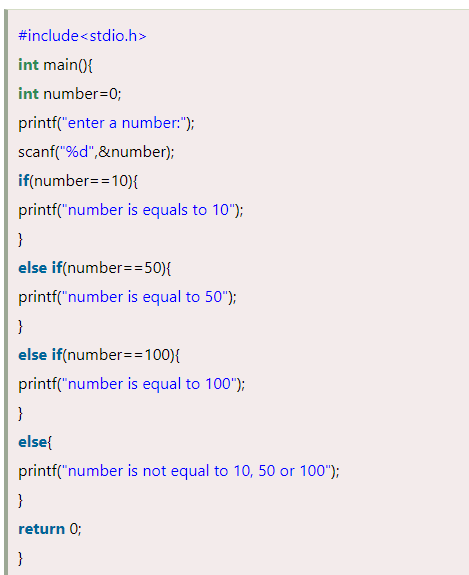 #include<stdio.h>
int main(){
int number=0;
printf("enter a number:");
scanf("%d",&number);
if(number==10){
printf("number is equals to 10");
}
else if(number==50){
printf("number is equal to 50");
}
else if(number==100){
printf("number is equal to 100");
}
else{
printf("number is not equal to 10, 50 or 100");
}
return 0;
}